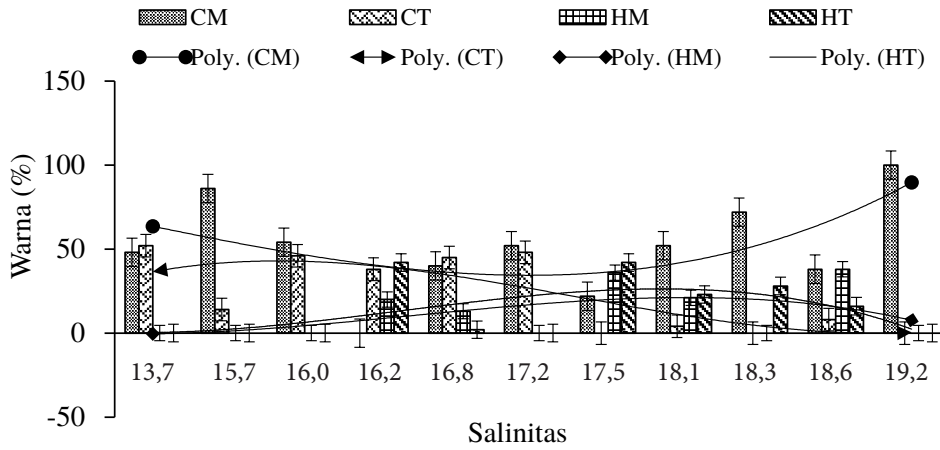 CM CT HM HT
Poly. (CM) Poly. (CT) Poly. (HM) Poly. (HT)
150
100
50
0
-50
Warna (%)
13,7 15,7 16,0 16,2 16,8 17,2 17,5 18,1 18,3 18,6 19,2
Salinitas